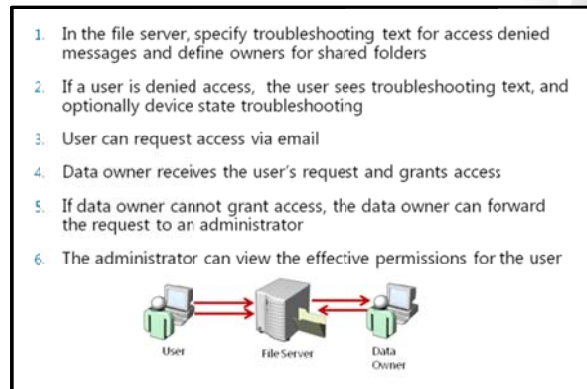 1. In the file server, specify troubleshooting text for access denied
messages and define owners for shared folders
2. If a user is denied access, the user sees troubleshooting text, and
optionally device state troubleshooting
3. User can request access via email
4. Data owner receives the user's request and grants access
5. If data owner cannot grant access, the data owner can forward
the request to an administrator
6. The administrator can view the effective permissions for the user
User
File Server
Data
Owner